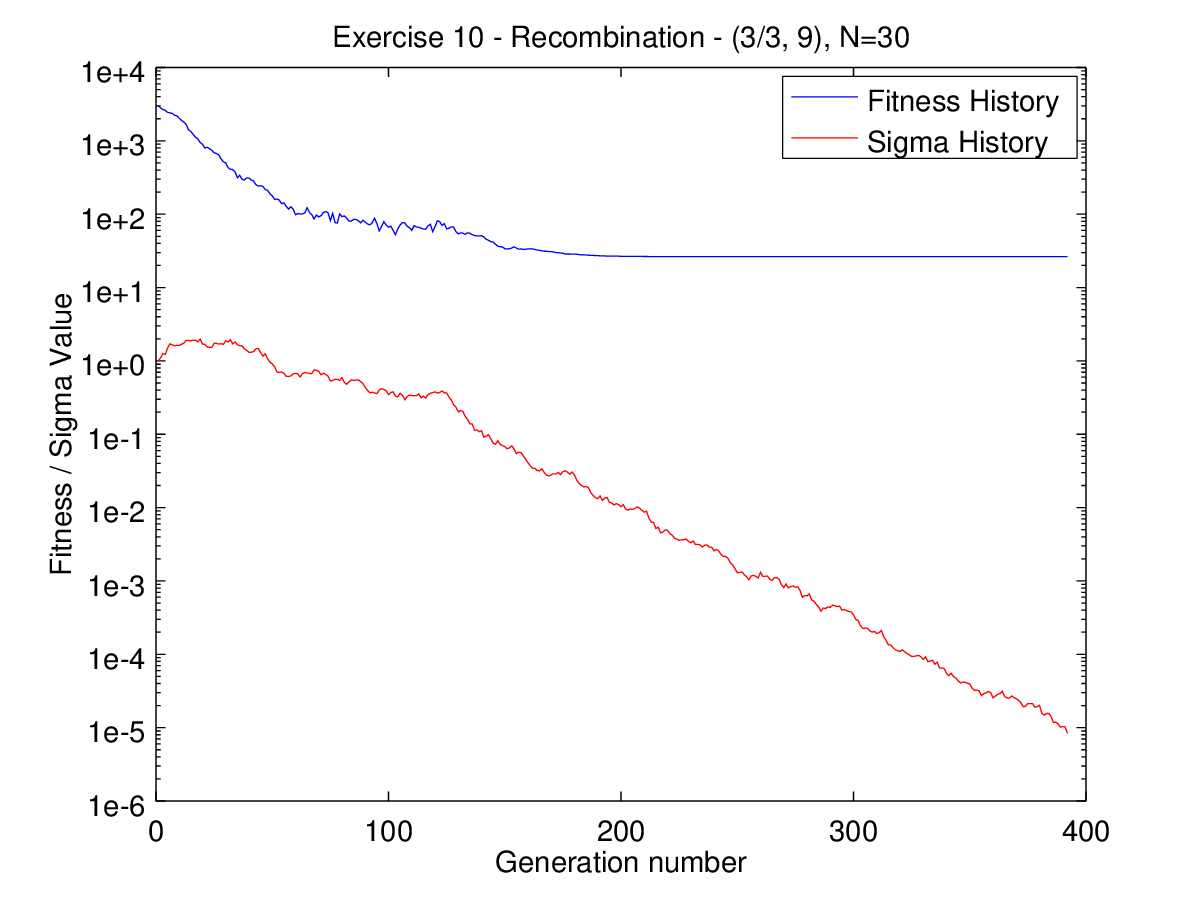 Exercise 10 - Recombination - (3/3, 9), N=30
Fitness History
Sigma History
Fitness / Sigma Value
1e+4
1e+3
1e+2
1e+1
1e+0
1e-1
1e-2
1e-3
1e-4
1e-5
1e-6
0 100 200 300 400
Generation number